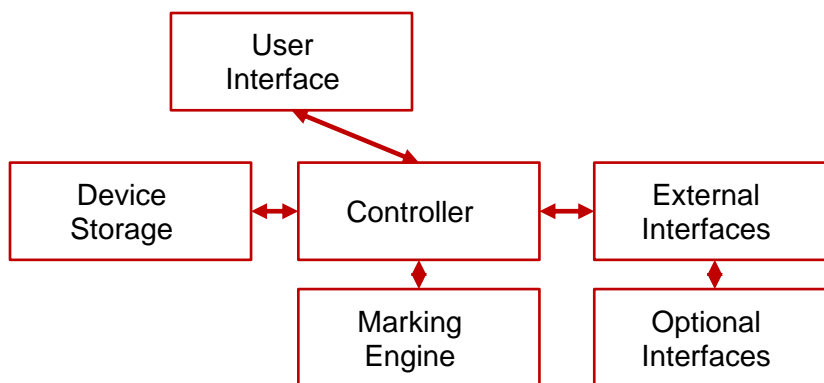 User
Interface
Device
Storage
Controller
External
Interfaces
Marking
Engine
Optional
Interfaces